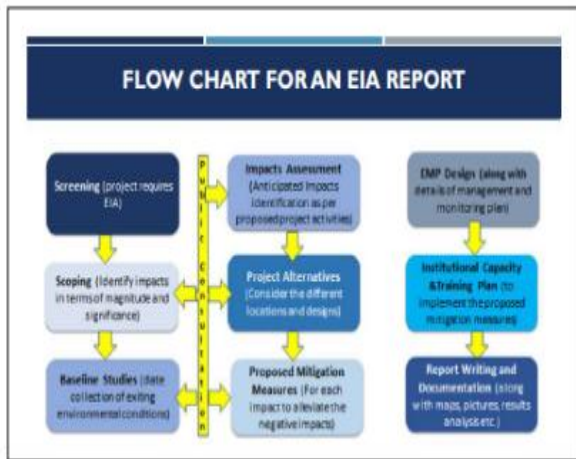 FLOW CHART FOR AN EIA REPORT
Screening (project requires
EIA)
Scoping (Identify impacts
in terms of magnitude and
significance)
Baseline Studies (date
collection of exiting
environmental conditions)
Public Consultation
Impacts Assessment
(Anticipated Impacts
identification as per
proposed project activities)
Project Alternatives
(Consider the different
locations and designs)
Proposed Mitigation
Measures (For each
impact to alleviate the
negative impacts)
EMP Design (along with
details of management and
monitoring plan)
Institutional Capacity
&Training Plan (to
implement the proposed
mitigation measures)
Report Writing and
Documentation (along
with maps, pictures, results
analysis etc.)